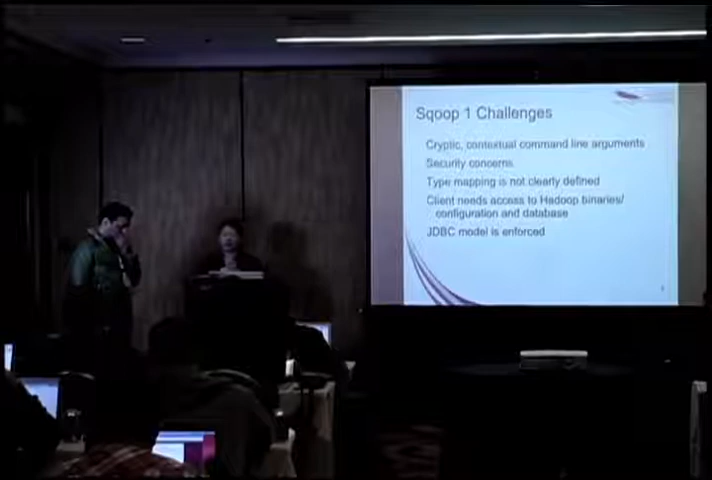 Sqoop 1 Challenges
Cryptic, contextual command line arguments
Security concerns
Type mapping is not clearly defined
Client needs access to Hadoop binaries/
configuration and database
JDBC model is enforced